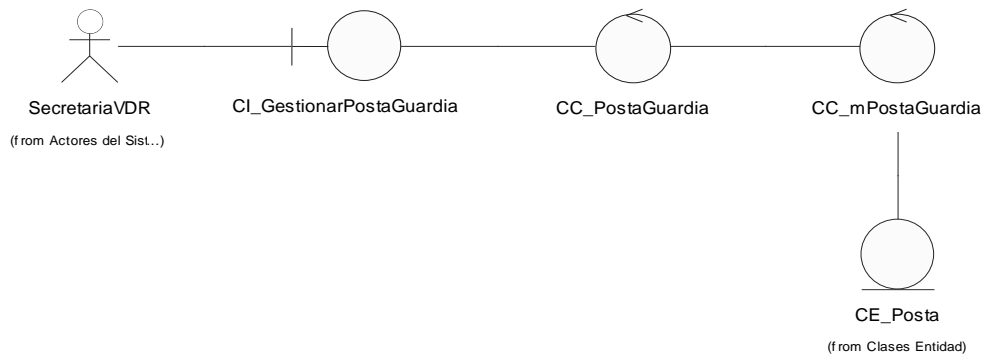 SecretariaVDR
(from Actores del Sist...)
CI_GestionarPostaGuardia
CC_PostaGuardia
CC_mPostaGuardia
CE_Posta
(from Clases Entidad)